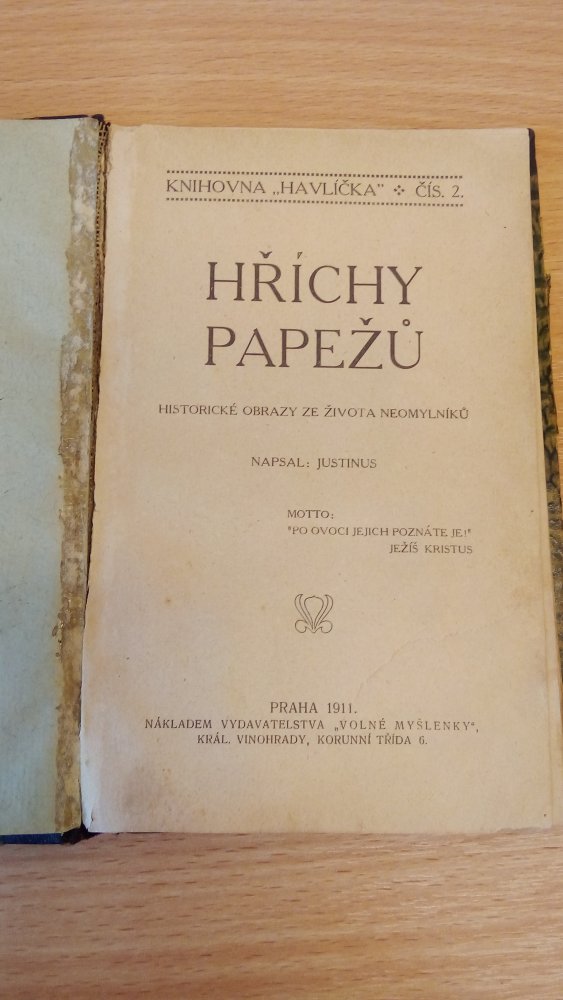 KNIHOVNA „HAVLÍČKA” ❖ ČÍS. 2.
HŘÍCHY
PAPEŽŮ
HISTORICKÉ OBRAZY ZE ŽIVOTA NEOMYLNÍKŮ
NAPSAL: JUSTINUS
MOTTO:
"PO OVOCI JEJICH POZNÁTE JE!"
JEŽÍŠ KRISTUS
PRAHA 1911.
NÁKLADEM VYDAVATELSTVA „VOLNÉ MYŠLENKY“,
KRÁL. VINOHRADY, KORUNNÍ TŘÍDA 6.